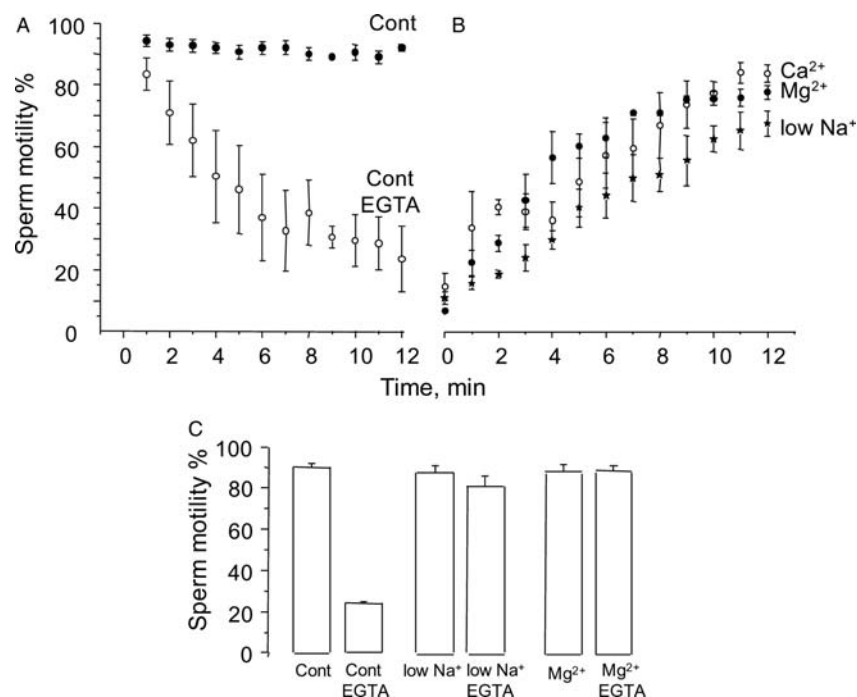 A
Cont
B
100
80
60
40
20
0
Sperm motility %
Cont
EGTA
Ca²⁺
Mg²⁺
low Na⁺
0 2 4 6 8 10 12
0 2 4 6 8 10 12
Time, min
C
100
80
60
40
20
0
Sperm motility %
Cont
Cont
EGTA
low Na⁺
low Na⁺
EGTA
Mg²⁺
Mg²⁺
EGTA